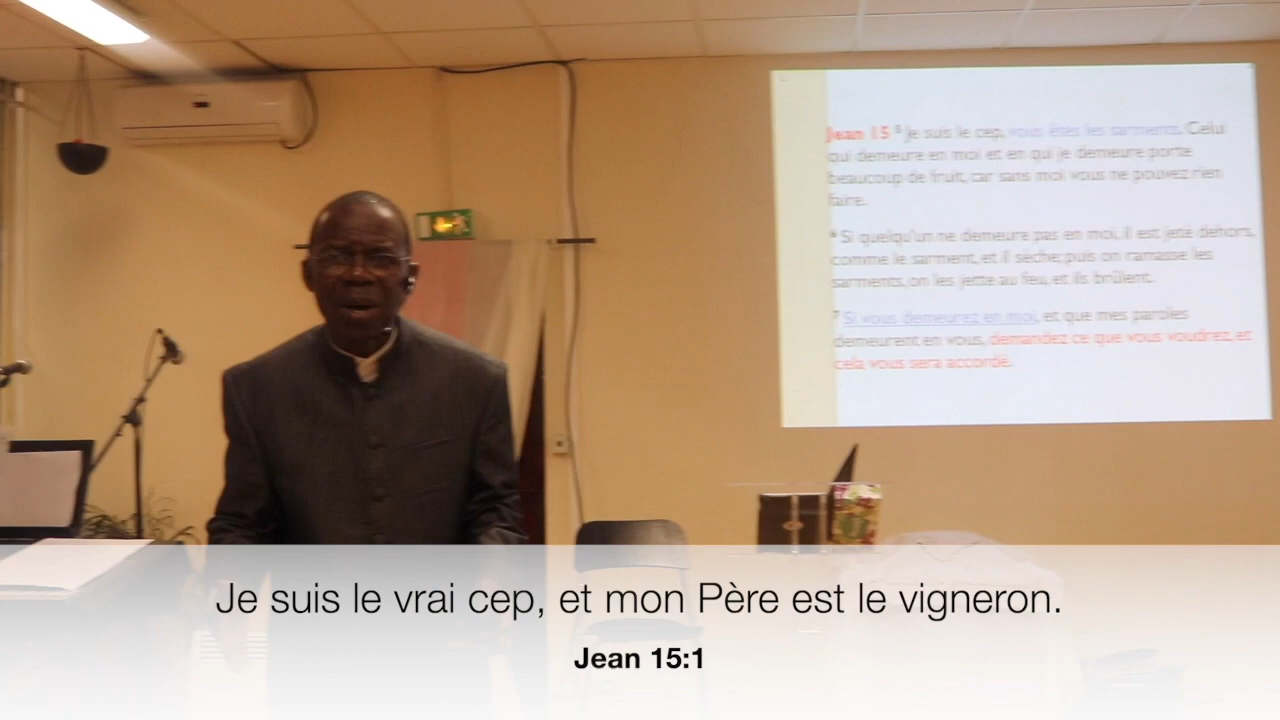 Jean 15 ⁵ Je suis le cep, vous êtes les sarments. Celui
qui demeure en moi et en qui je demeure porte
beaucoup de fruit, car sans moi vous ne pouvez rien
faire.
⁶ Si quelqu'un ne demeure pas en moi, il est jeté dehors,
comme le sarment, et il sèche; puis on ramasse les
sarments, on les jette au feu, et ils brûlent.
⁷ Si vous demeurez en moi, et que mes paroles
demeurent en vous, demandez ce que vous voudrez, et
cela vous sera accordé.
Je suis le vrai cep, et mon Père est le vigneron.
Jean 15:1